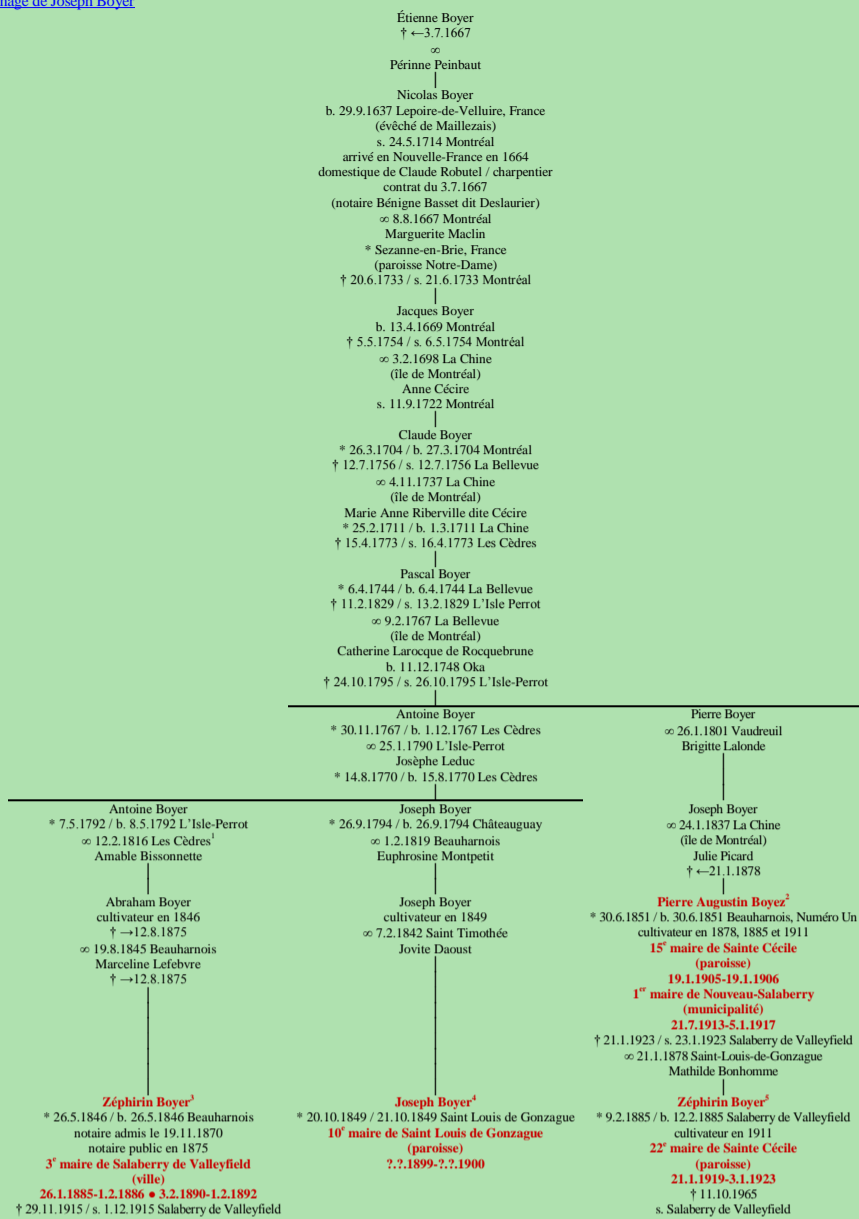 nage de Joseph Boyer
Étienne Boyer
† ←3.7.1667
∞
Périnne Peinbaut
Nicolas Boyer
b. 29.9.1637 Lepoire-de-Velluire, France
(évêché de Maillezais)
s. 24.5.1714 Montréal
arrivé en Nouvelle-France en 1664
domestique de Claude Robutel / charpentier
contrat du 3.7.1667
(notaire Bénigne Basset dit Deslaurier)
∞ 8.8.1667 Montréal
Marguerite Maclin
* Sezanne-en-Brie, France
(paroisse Notre-Dame)
† 20.6.1733 / s. 21.6.1733 Montréal
Jacques Boyer
b. 13.4.1669 Montréal
† 5.5.1754 / s. 6.5.1754 Montréal
∞ 3.2.1698 La Chine
(île de Montréal)
Anne Cécire
s. 11.9.1722 Montréal
Claude Boyer
* 26.3.1704 / b. 27.3.1704 Montréal
† 12.7.1756 / s. 12.7.1756 La Bellevue
∞ 4.11.1737 La Chine
(île de Montréal)
Marie Anne Riberville dite Cécire
* 25.2.1711 / b. 1.3.1711 La Chine
† 15.4.1773 / s. 16.4.1773 Les Cèdres
Pascal Boyer
* 6.4.1744 / b. 6.4.1744 La Bellevue
† 11.2.1829 / s. 13.2.1829 L'Isle Perrot
∞ 9.2.1767 La Bellevue
(île de Montréal)
Catherine Larocque de Rocquebrune
b. 11.12.1748 Oka
† 24.10.1795 / s. 26.10.1795 L'Isle-Perrot
Antoine Boyer
* 30.11.1767 / b. 1.12.1767 Les Cèdres
∞ 25.1.1790 L'Isle-Perrot
Josèphe Leduc
* 14.8.1770 / b. 15.8.1770 Les Cèdres
Pierre Boyer
∞ 26.1.1801 Vaudreuil
Brigitte Lalonde
Antoine Boyer
* 7.5.1792 / b. 8.5.1792 L'Isle-Perrot
∞ 12.2.1816 Les Cèdres¹
Amable Bissonnette
Joseph Boyer
* 26.9.1794 / b. 26.9.1794 Châteauguay
∞ 1.2.1819 Beauharnois
Euphrosine Montpetit
Joseph Boyer
∞ 24.1.1837 La Chine
(île de Montréal)
Julie Picard
† ←21.1.1878
Abraham Boyer
cultivateur en 1846
† →12.8.1875
∞ 19.8.1845 Beauharnois
Marceline Lefebvre
† →12.8.1875
Joseph Boyer
cultivateur en 1849
∞ 7.2.1842 Saint Timothée
Jovite Daoust
Pierre Augustin Boyez²
* 30.6.1851 / b. 30.6.1851 Beauharnois, Numéro Un
cultivateur en 1878, 1885 et 1911
15e maire de Sainte Cécile
(paroisse)
19.1.1905-19.1.1906
1er maire de Nouveau-Salaberry
(municipalité)
21.7.1913-5.1.1917
† 21.1.1923 / s. 23.1.1923 Salaberry de Valleyfield
∞ 21.1.1878 Saint-Louis-de-Gonzague
Mathilde Bonhomme
Zéphirin Boyer³
* 26.5.1846 / b. 26.5.1846 Beauharnois
notaire admis le 19.11.1870
notaire public en 1875
3e maire de Salaberry de Valleyfield
(ville)
26.1.1885-1.2.1886 ● 3.2.1890-1.2.1892
† 29.11.1915 / s. 1.12.1915 Salaberry de Valleyfield
Joseph Boyer⁴
* 20.10.1849 / 21.10.1849 Saint Louis de Gonzague
10e maire de Saint Louis de Gonzague
(paroisse)
?.?.1899-?.?.1900
Zéphirin Boyer⁵
* 9.2.1885 / b. 12.2.1885 Salaberry de Valleyfield
cultivateur en 1911
22e maire de Sainte Cécile
(paroisse)
21.1.1919-3.1.1923
† 11.10.1965
s. Salaberry de Valleyfield